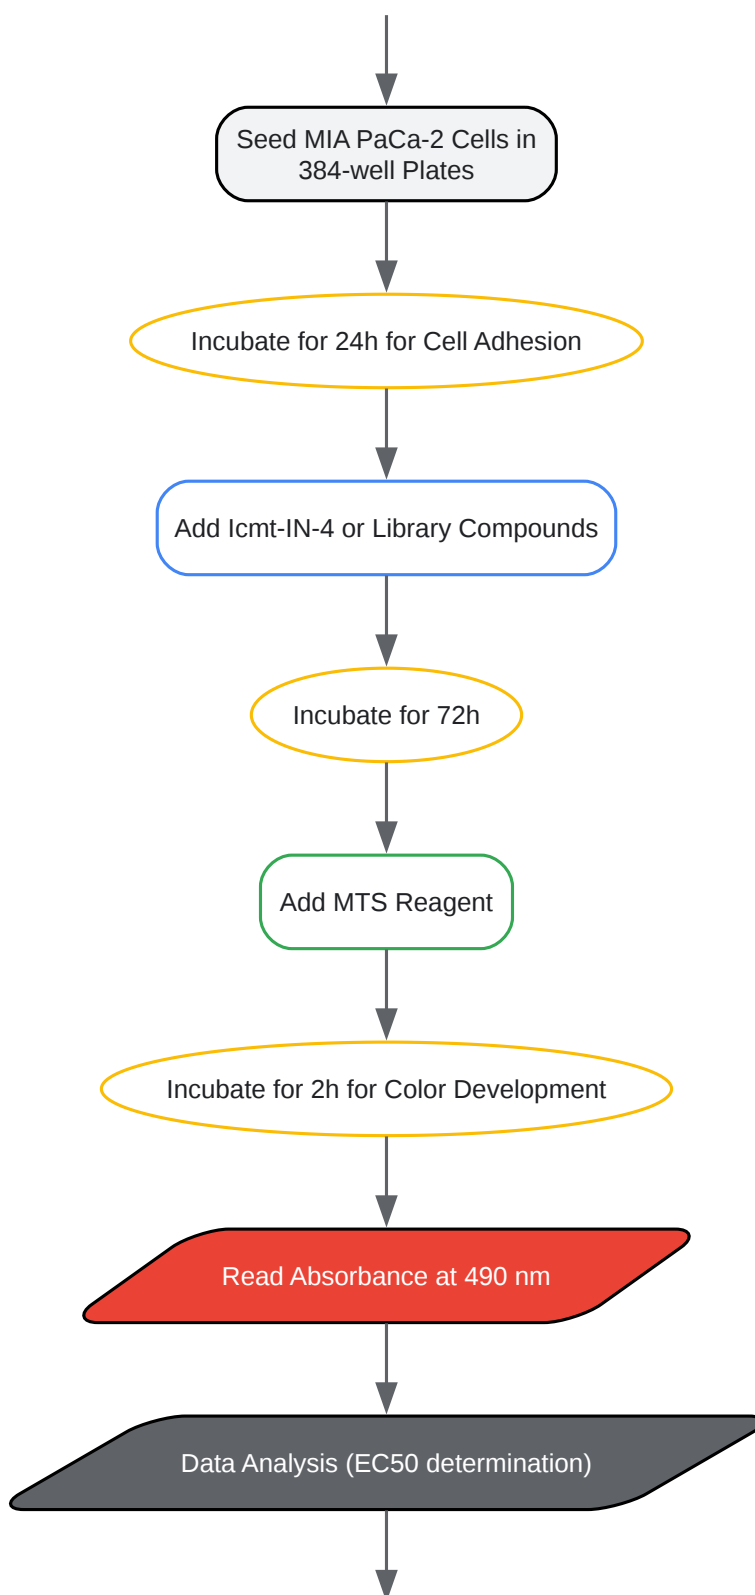 Seed MIA PaCa-2 Cells in
384-well Plates
Incubate for 24h for Cell Adhesion
Add Icmt-IN-4 or Library Compounds
Incubate for 72h
Add MTS Reagent
Incubate for 2h for Color Development
Read Absorbance at 490 nm
Data Analysis (EC50 determination)